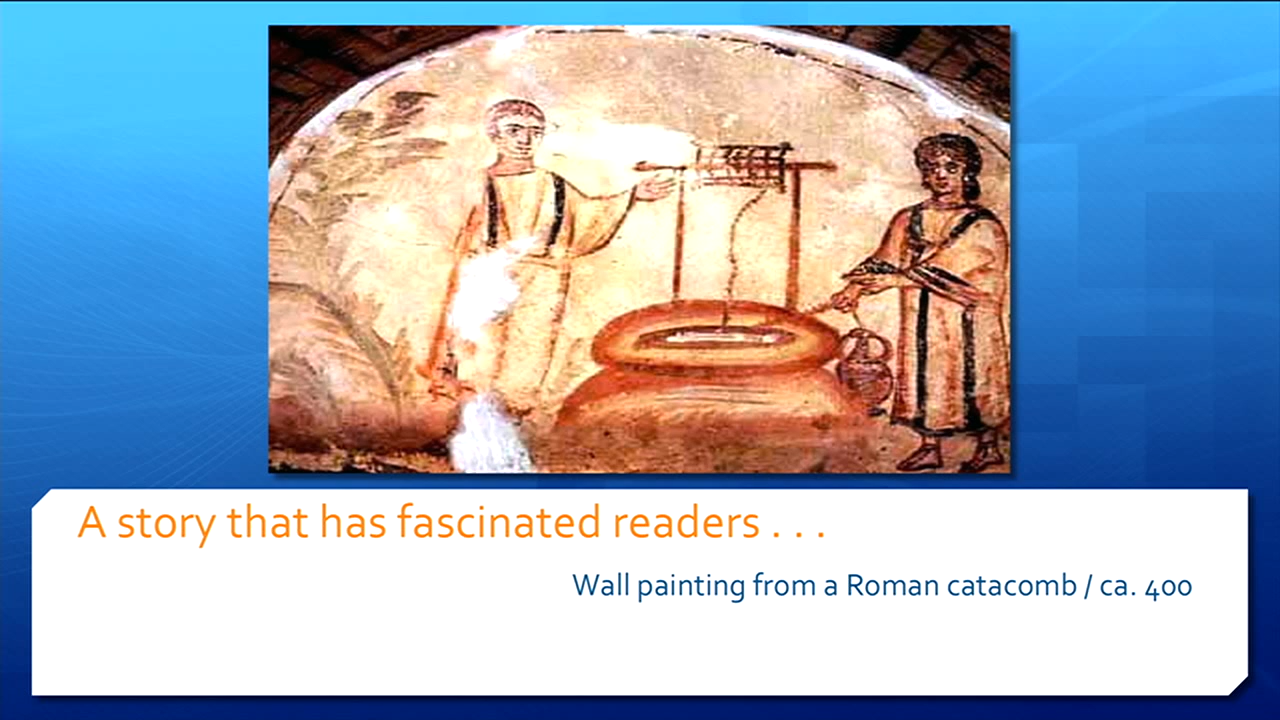 A story that has fascinated readers . . .
Wall painting from a Roman catacomb / ca. 400